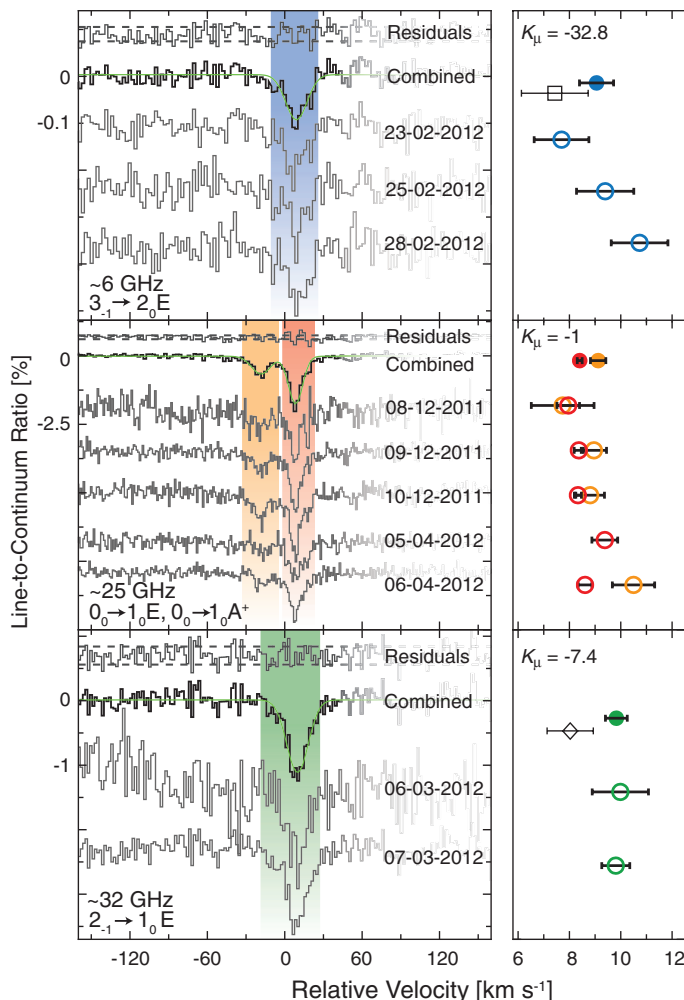 Line-to-Continuum Ratio [%]
Residuals
Combined
23-02-2012
25-02-2012
28-02-2012
0
-0.1
~6 GHz
3₋₁→ 2₀E
Kμ = -32.8
Residuals
Combined
08-12-2011
09-12-2011
10-12-2011
05-04-2012
06-04-2012
0
-2.5
~25 GHz
0₀→1₀E, 0₀→1₀A⁺
Kμ = -1
Residuals
Combined
06-03-2012
07-03-2012
0
-1
~32 GHz
2₋₁→ 1₀E
Kμ = -7.4
-120 -60 0 60 120
6 8 10 12
Relative Velocity [km s⁻¹]